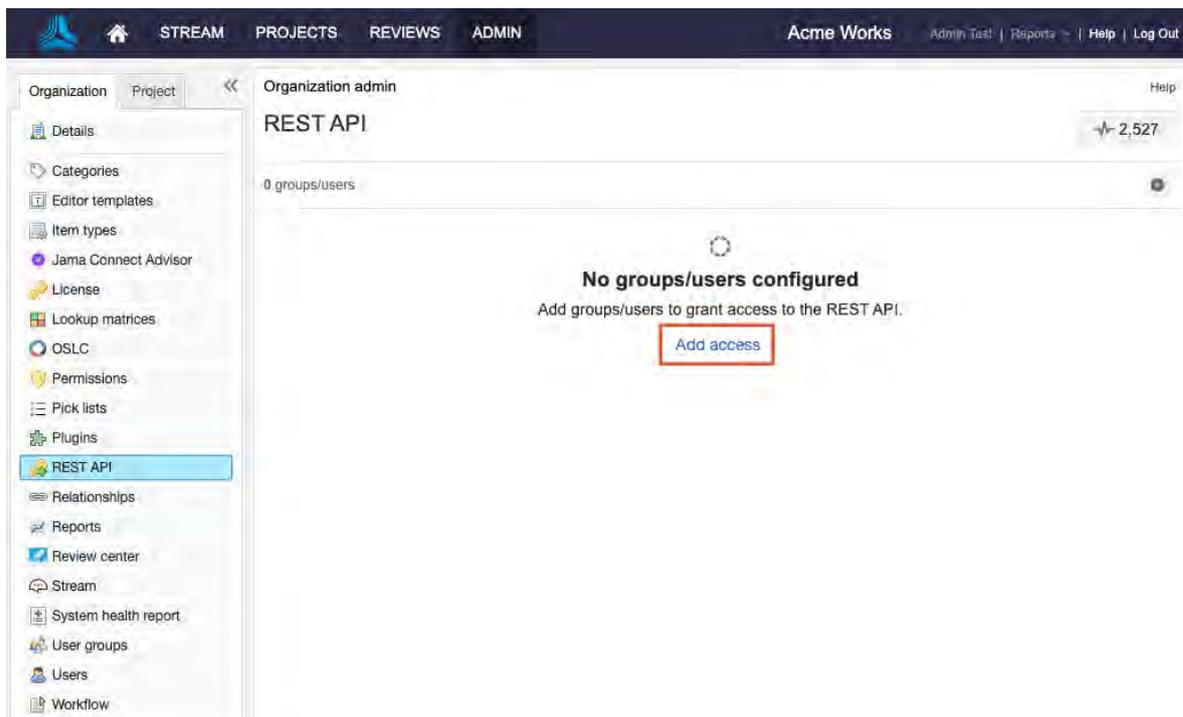 STREAM PROJECTS REVIEWS ADMIN Acme Works Admin Test | Reports | Help | Log Out
Organization Project
Organization admin Help
Details
REST API 2,527
Categories
0 groups/users
Editor templates
Item types
Jama Connect Advisor
No groups/users configured
License
Add groups/users to grant access to the REST API.
Lookup matrices
Add access
OSLC
Permissions
Pick lists
Plugins
REST API
Relationships
Reports
Review center
Stream
System health report
User groups
Users
Workflow